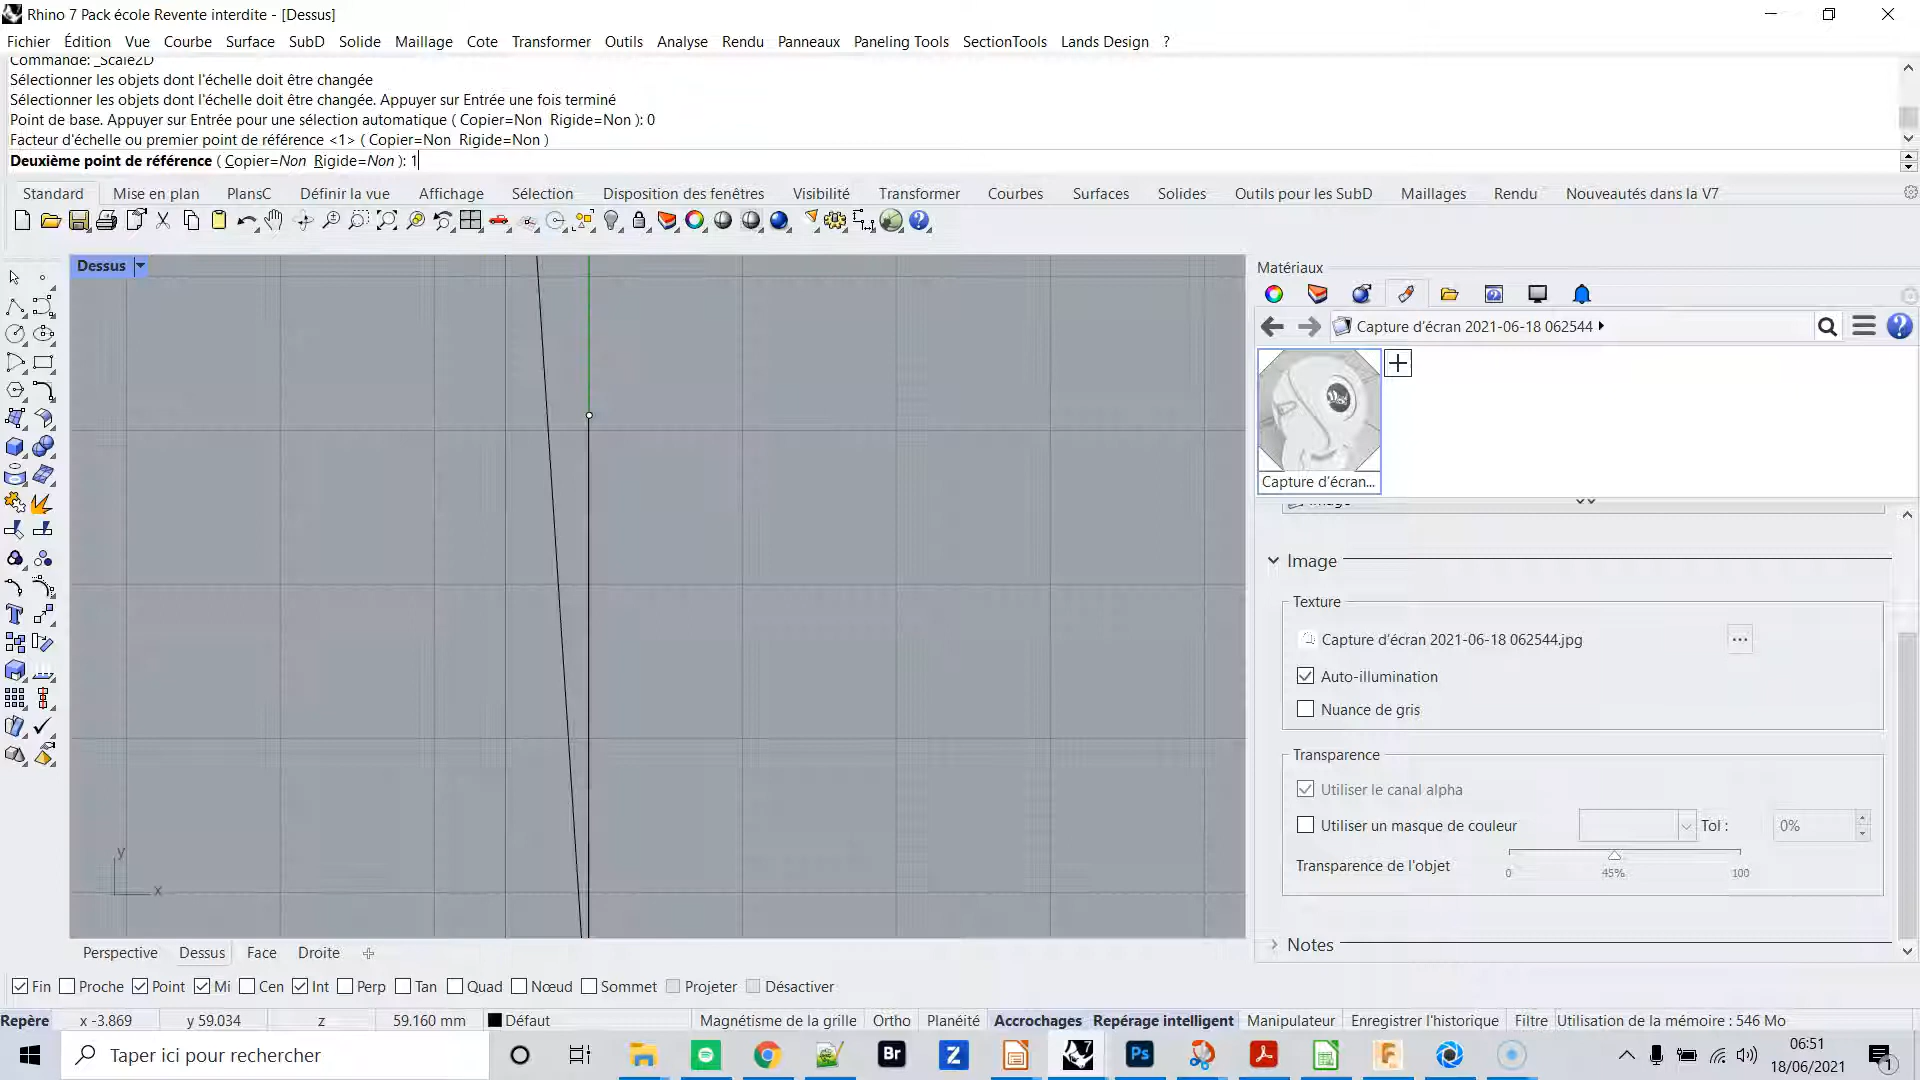 Rhino 7 Pack école Revente interdite - [Dessus]
Fichier Édition Vue Courbe Surface SubD Solide Maillage Cote Transformer Outils Analyse Rendu Panneaux Paneling Tools SectionTools Lands Design ?
Commande: _Scale2D
Sélectionner les objets dont l'échelle doit être changée
Sélectionner les objets dont l'échelle doit être changée. Appuyer sur Entrée une fois terminé
Point de base. Appuyer sur Entrée pour une sélection automatique ( Copier=Non Rigide=Non ): 0
Facteur d'échelle ou premier point de référence <1> ( Copier=Non Rigide=Non )
Deuxième point de référence ( Copier=Non Rigide=Non ): 1
Standard Mise en plan PlansC Définir la vue Affichage Sélection Disposition des fenêtres Visibilité Transformer Courbes Surfaces Solides Outils pour les SubD Maillages Rendu Nouveautés dans la V7
Dessus
Matériaux
Capture d'écran 2021-06-18 062544
Capture d'écran...
Image
Image
Texture
Capture d'écran 2021-06-18 062544.jpg
Auto-illumination
Nuance de gris
Transparence
Utiliser le canal alpha
Utiliser un masque de couleur Tol : 0%
Transparence de l'objet
0 45% 100
Notes
y
x
Perspective Dessus Face Droite
Fin Proche Point Mi Cen Int Perp Tan Quad Nœud Sommet Projeter Désactiver
Repère x -3.869 y 59.034 z 59.160 mm Défaut Magnétisme de la grille Ortho Planéité Accrochages Repérage intelligent Manipulateur Enregistrer l'historique Filtre Utilisation de la mémoire : 546 Mo
Taper ici pour rechercher
Br
Z
Ps
F
06:51
18/06/2021
1